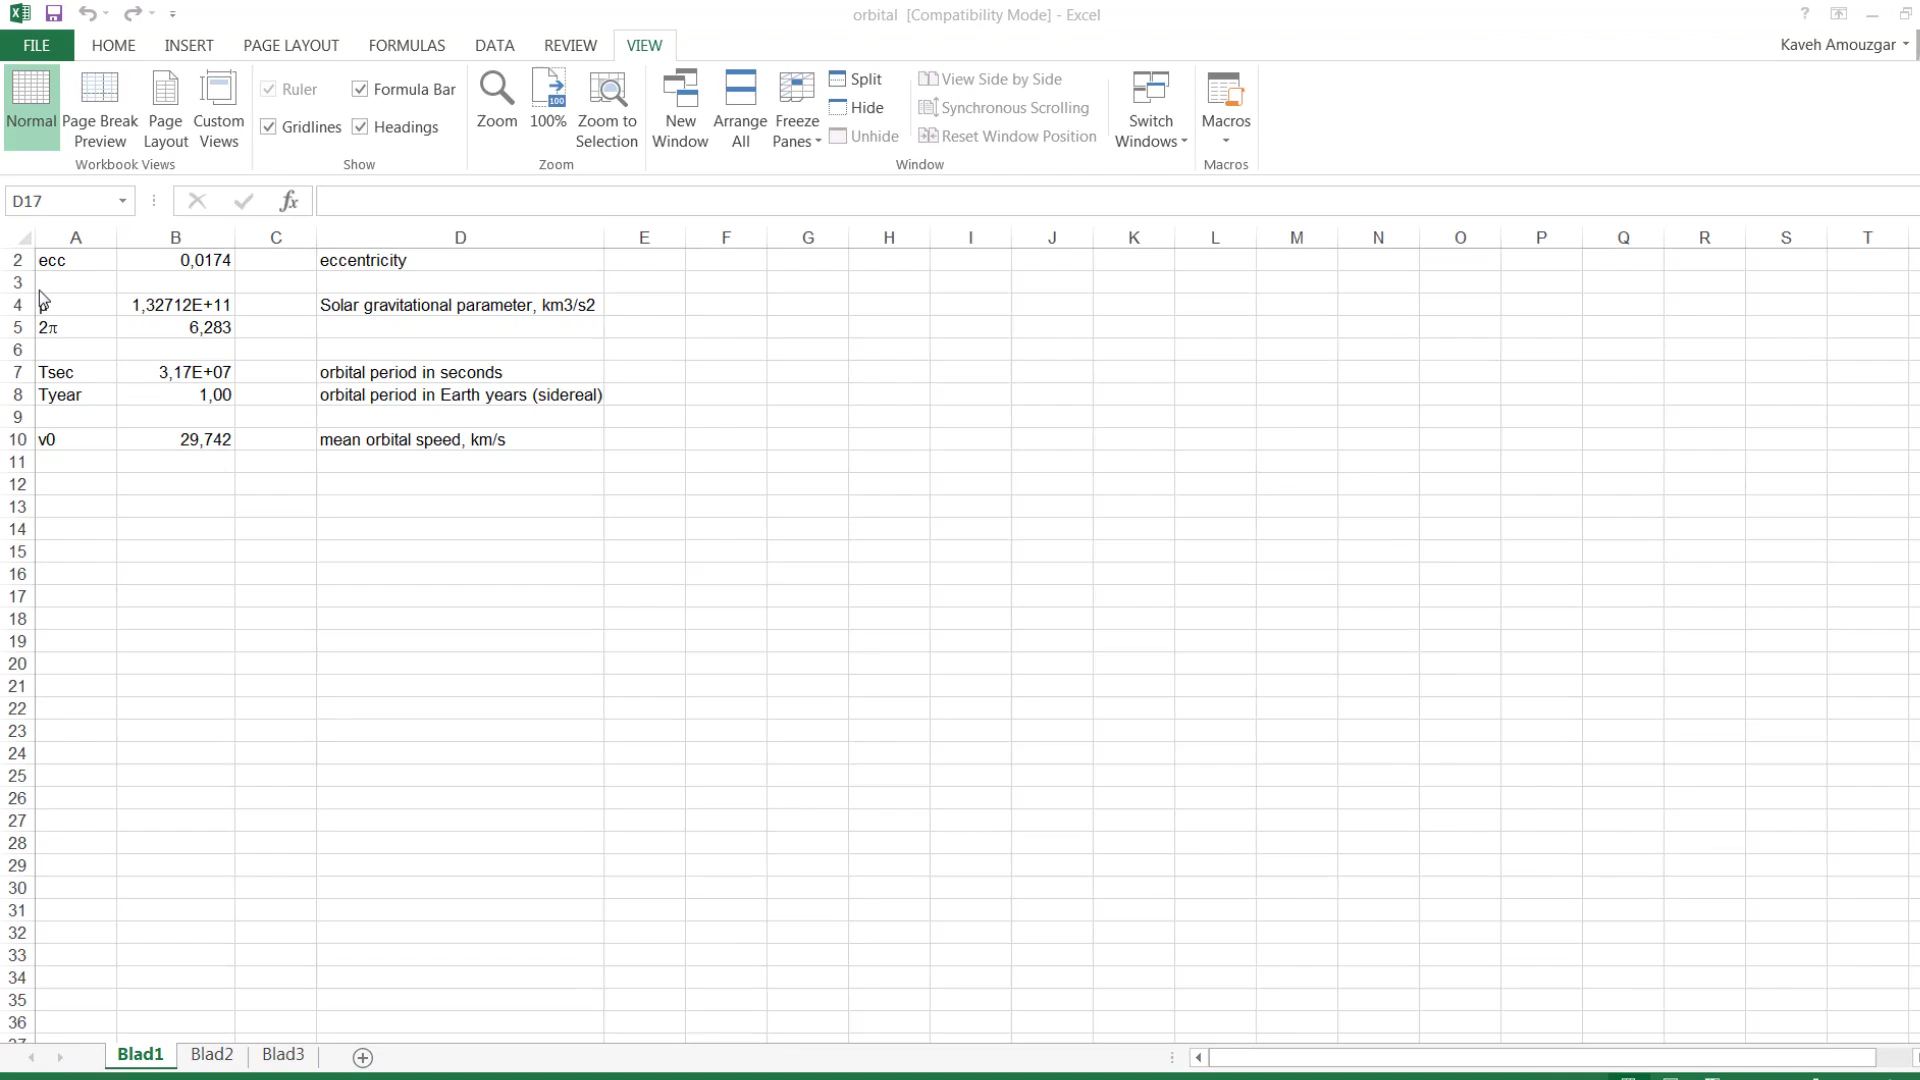 orbital [Compatibility Mode] - Excel
?
FILE HOME INSERT PAGE LAYOUT FORMULAS DATA REVIEW VIEW Kaveh Amouzgar
Normal
Page Break Preview
Page Layout
Custom Views
Workbook Views
Ruler
Formula Bar
Gridlines
Headings
Show
Zoom
100
100%
Zoom to Selection
Zoom
New Window
Arrange All
Freeze Panes
Split
Hide
Unhide
View Side by Side
Synchronous Scrolling
Reset Window Position
Switch Windows
Window
Macros
Macros
D17 fx
A B C D E F G H I J K L M N O P Q R S T
2 ecc 0,0174 eccentricity
3
4 μ 1,32712E+11 Solar gravitational parameter, km3/s2
5 2π 6,283
6
7 Tsec 3,17E+07 orbital period in seconds
8 Tyear 1,00 orbital period in Earth years (sidereal)
9
10 v0 29,742 mean orbital speed, km/s
11
12
13
14
15
16
17
18
19
20
21
22
23
24
25
26
27
28
29
30
31
32
33
34
35
36
Blad1 Blad2 Blad3